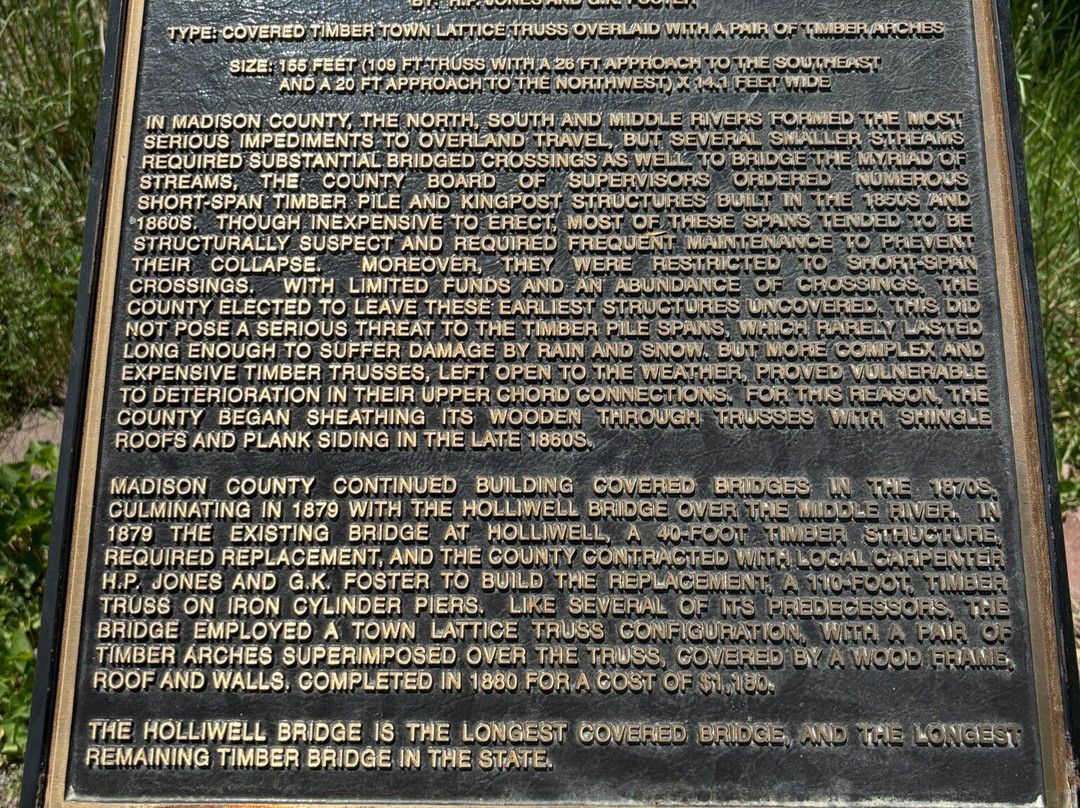 BY: H.P. JONES AND G.K. FOSTER
TYPE: COVERED TIMBER TOWN LATTICE TRUSS OVERLAID WITH A PAIR OF TIMBER ARCHES
SIZE: 155 FEET (109 FT TRUSS WITH A 26 FT APPROACH TO THE SOUTHEAST
AND A 20 FT APPROACH TO THE NORTHWEST) X 14.1 FEET WIDE
IN MADISON COUNTY, THE NORTH, SOUTH AND MIDDLE RIVERS FORMED THE MOST
SERIOUS IMPEDIMENTS TO OVERLAND TRAVEL, BUT SEVERAL SMALLER STREAMS
REQUIRED SUBSTANTIAL BRIDGED CROSSINGS AS WELL. TO BRIDGE THE MYRIAD OF
STREAMS, THE COUNTY BOARD OF SUPERVISORS ORDERED NUMEROUS
SHORT-SPAN TIMBER PILE AND KINGPOST STRUCTURES BUILT IN THE 1850S AND
1860S. THOUGH INEXPENSIVE TO ERECT, MOST OF THESE SPANS TENDED TO BE
STRUCTURALLY SUSPECT AND REQUIRED FREQUENT MAINTENANCE TO PREVENT
THEIR COLLAPSE. MOREOVER, THEY WERE RESTRICTED TO SHORT-SPAN
CROSSINGS. WITH LIMITED FUNDS AND AN ABUNDANCE OF CROSSINGS, THE
COUNTY ELECTED TO LEAVE THESE EARLIEST STRUCTURES UNCOVERED. THIS DID
NOT POSE A SERIOUS THREAT TO THE TIMBER PILE SPANS, WHICH RARELY LASTED
LONG ENOUGH TO SUFFER DAMAGE BY RAIN AND SNOW. BUT MORE COMPLEX AND
EXPENSIVE TIMBER TRUSSES, LEFT OPEN TO THE WEATHER, PROVED VULNERABLE
TO DETERIORATION IN THEIR UPPER CHORD CONNECTIONS. FOR THIS REASON, THE
COUNTY BEGAN SHEATHING ITS WOODEN THROUGH TRUSSES WITH SHINGLE
ROOFS AND PLANK SIDING IN THE LATE 1860S.
MADISON COUNTY CONTINUED BUILDING COVERED BRIDGES IN THE 1870S,
CULMINATING IN 1879 WITH THE HOLLIWELL BRIDGE OVER THE MIDDLE RIVER. IN
1879 THE EXISTING BRIDGE AT HOLLIWELL, A 40-FOOT TIMBER STRUCTURE,
REQUIRED REPLACEMENT, AND THE COUNTY CONTRACTED WITH LOCAL CARPENTER
H.P. JONES AND G.K. FOSTER TO BUILD THE REPLACEMENT, A 110-FOOT, TIMBER
TRUSS ON IRON CYLINDER PIERS. LIKE SEVERAL OF ITS PREDECESSORS, THE
BRIDGE EMPLOYED A TOWN LATTICE TRUSS CONFIGURATION, WITH A PAIR OF
TIMBER ARCHES SUPERIMPOSED OVER THE TRUSS, COVERED BY A WOOD FRAME,
ROOF AND WALLS. COMPLETED IN 1880 FOR A COST OF $1,180.
THE HOLLIWELL BRIDGE IS THE LONGEST COVERED BRIDGE, AND THE LONGEST
REMAINING TIMBER BRIDGE IN THE STATE.